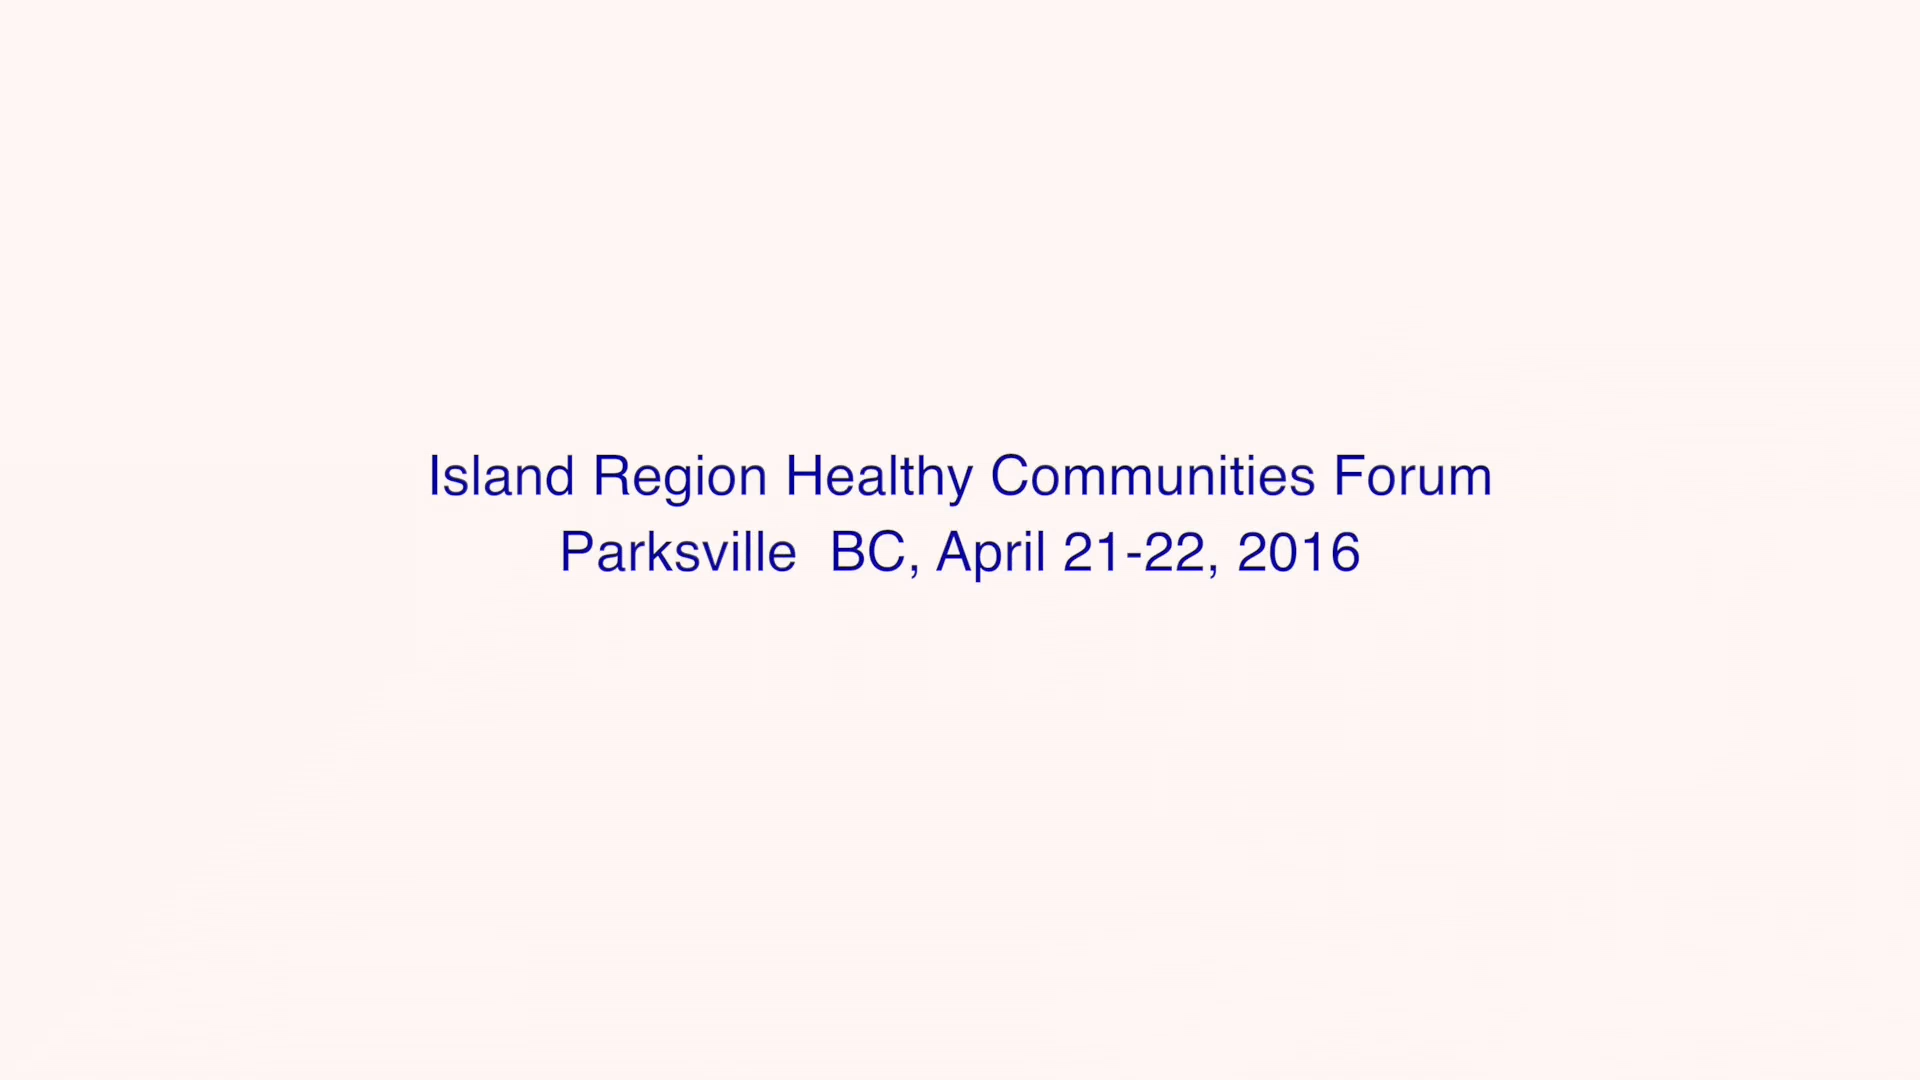 Island Region Healthy Communities Forum
Parksville  BC, April 21-22, 2016